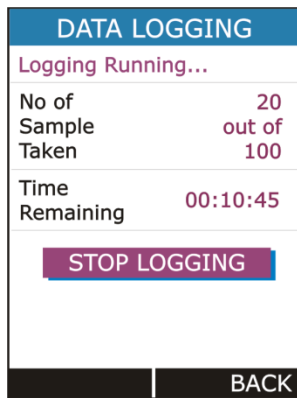 DATA LOGGING
Logging Running...
No of 20
Sample out of
Taken 100
Time
Remaining 00:10:45
STOP LOGGING
BACK